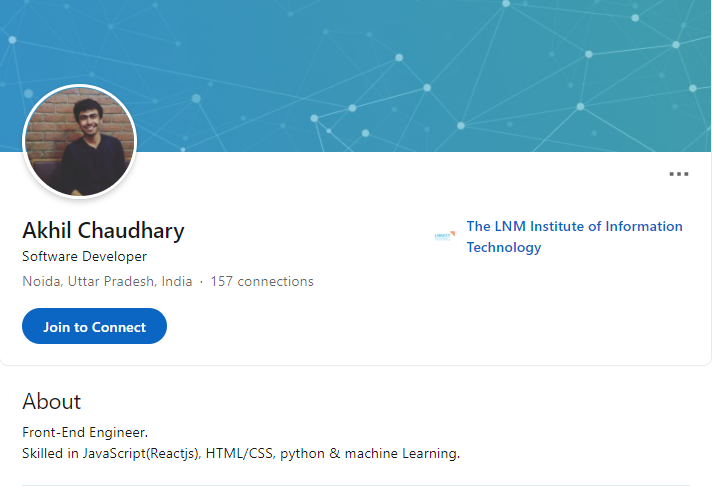 Akhil Chaudhary
Software Developer
Noida, Uttar Pradesh, India · 157 connections
Join to Connect
The LNM Institute of Information
Technology
About
Front-End Engineer.
Skilled in JavaScript(Reactjs), HTML/CSS, python & machine Learning.